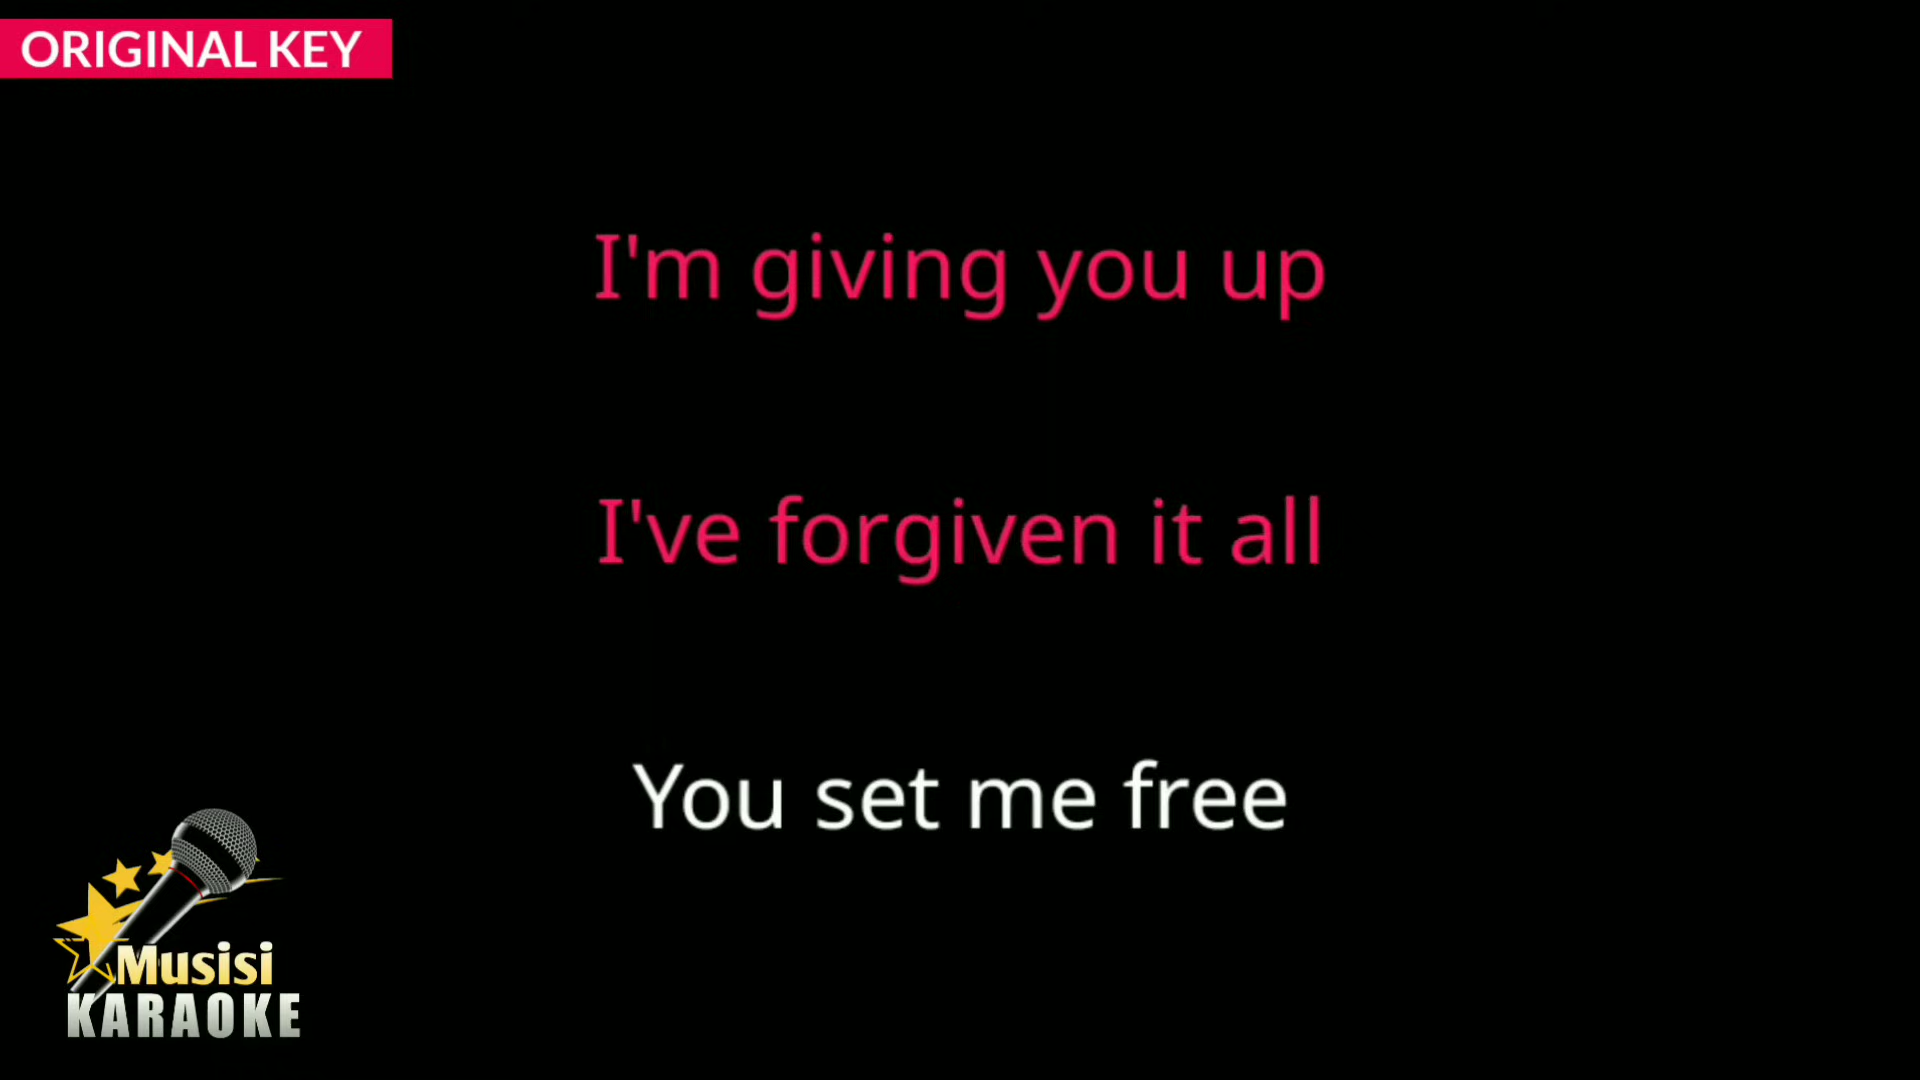 ORIGINAL KEY
I'm giving you up
I've forgiven it all
You set me free
Musisi
KARAOKE